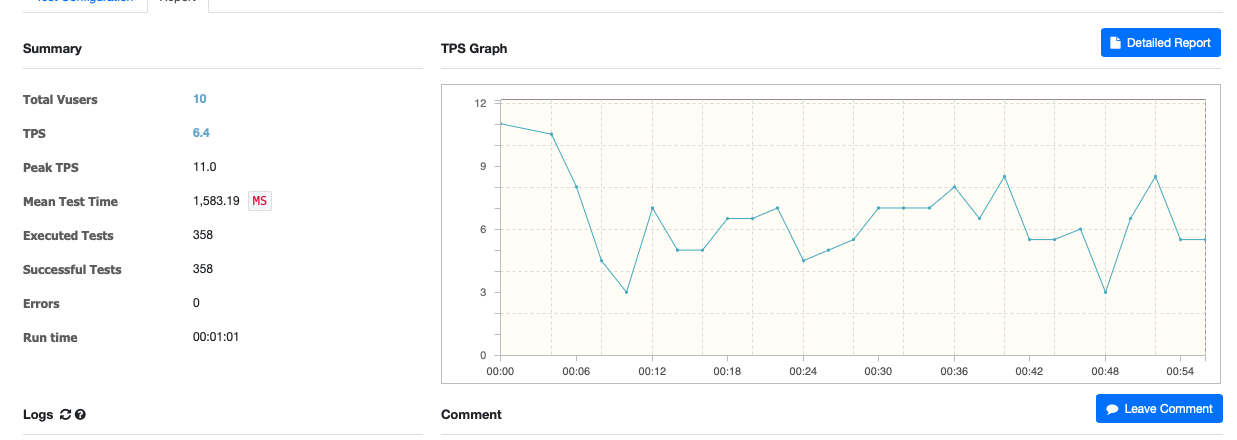 Test Configuration Report
Summary
TPS Graph
Detailed Report
Total Vusers 10
TPS 6.4
Peak TPS 11.0
Mean Test Time 1,583.19 MS
Executed Tests 358
Successful Tests 358
Errors 0
Run time 00:01:01
12
9
6
3
0
00:00 00:06 00:12 00:18 00:24 00:30 00:36 00:42 00:48 00:54
Logs
Comment
Leave Comment